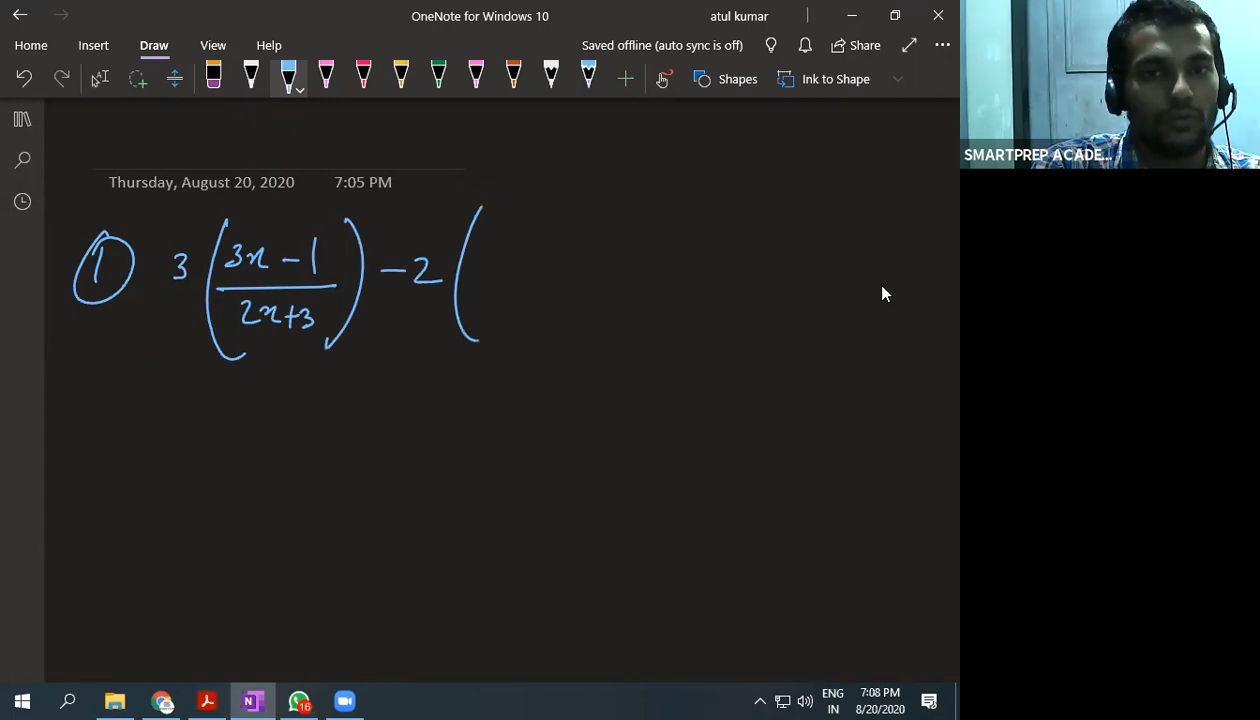 OneNote for Windows 10
atul kumar
Home Insert Draw View Help
Saved offline (auto sync is off)
Share
Shapes
Ink to Shape
SMARTPREP ACADE...
Thursday, August 20, 2020 7:05 PM
① 3 ( (3x - 1) / (2x+3) ) - 2 (
N
16
ENG
IN
7:08 PM
8/20/2020